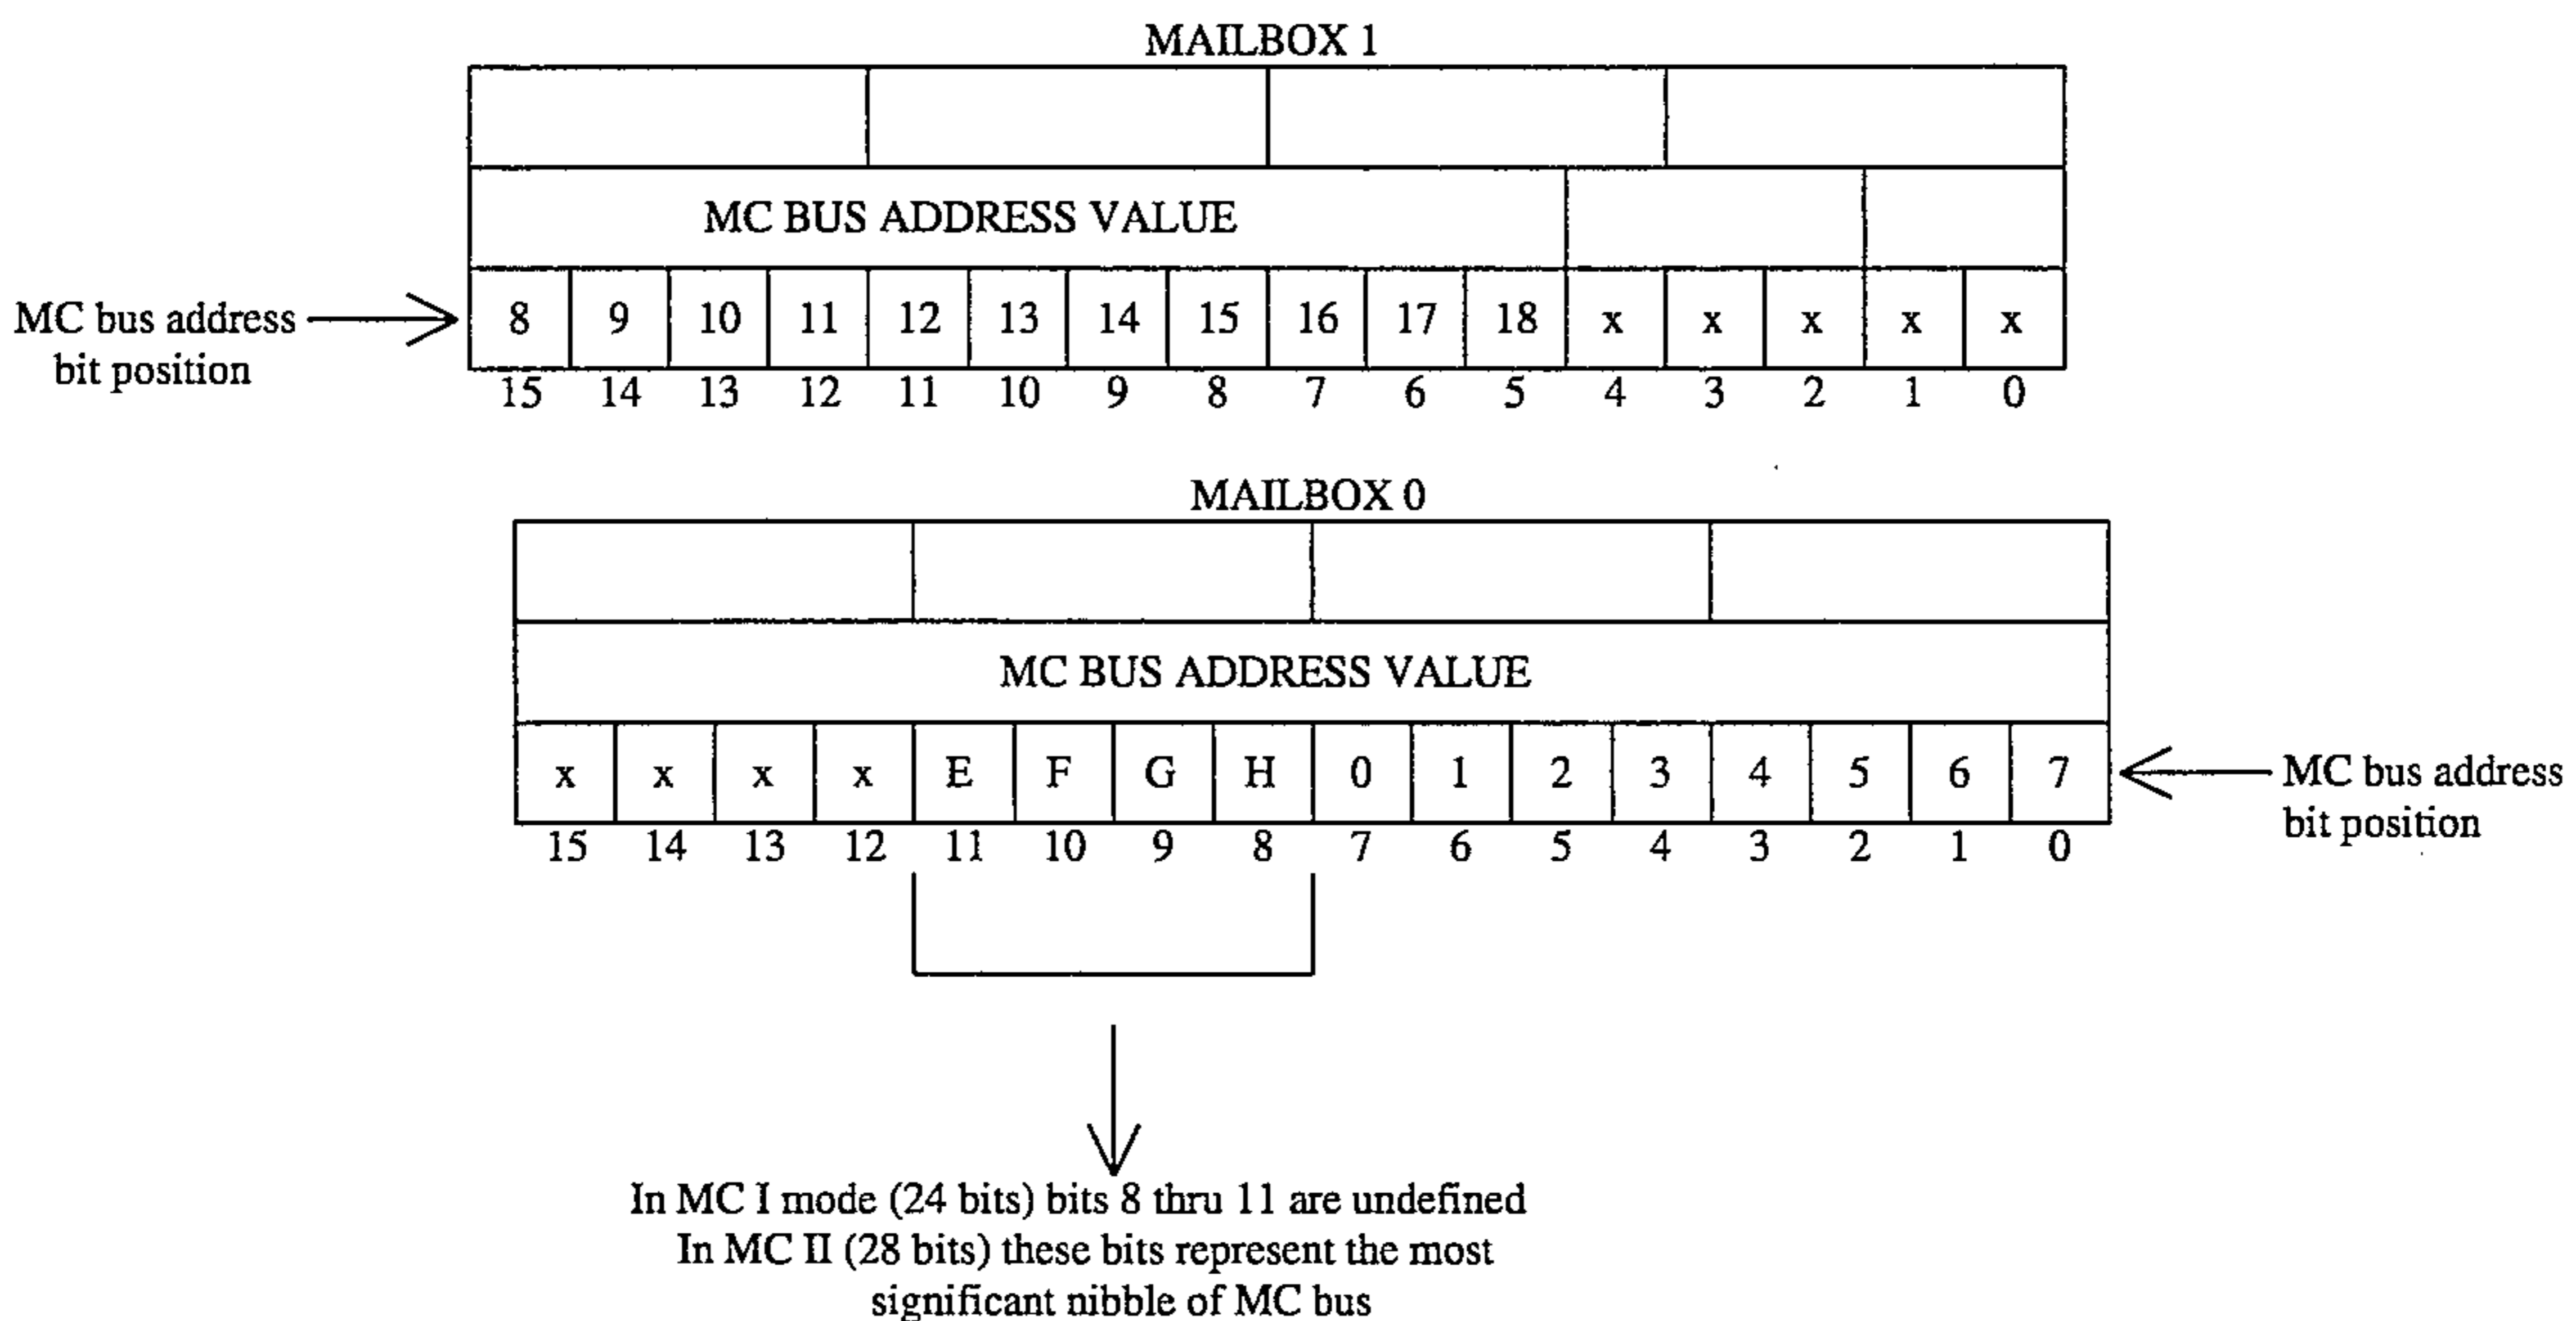 MAILBOX 1
MC BUS ADDRESS VALUE
MC bus address
bit position
8 9 10 11 12 13 14 15 16 17 18 x x x x x
15 14 13 12 11 10 9 8 7 6 5 4 3 2 1 0
MAILBOX 0
MC BUS ADDRESS VALUE
x x x x E F G H 0 1 2 3 4 5 6 7
MC bus address
bit position
15 14 13 12 11 10 9 8 7 6 5 4 3 2 1 0
In MC I mode (24 bits) bits 8 thru 11 are undefined
In MC II (28 bits) these bits represent the most
significant nibble of MC bus